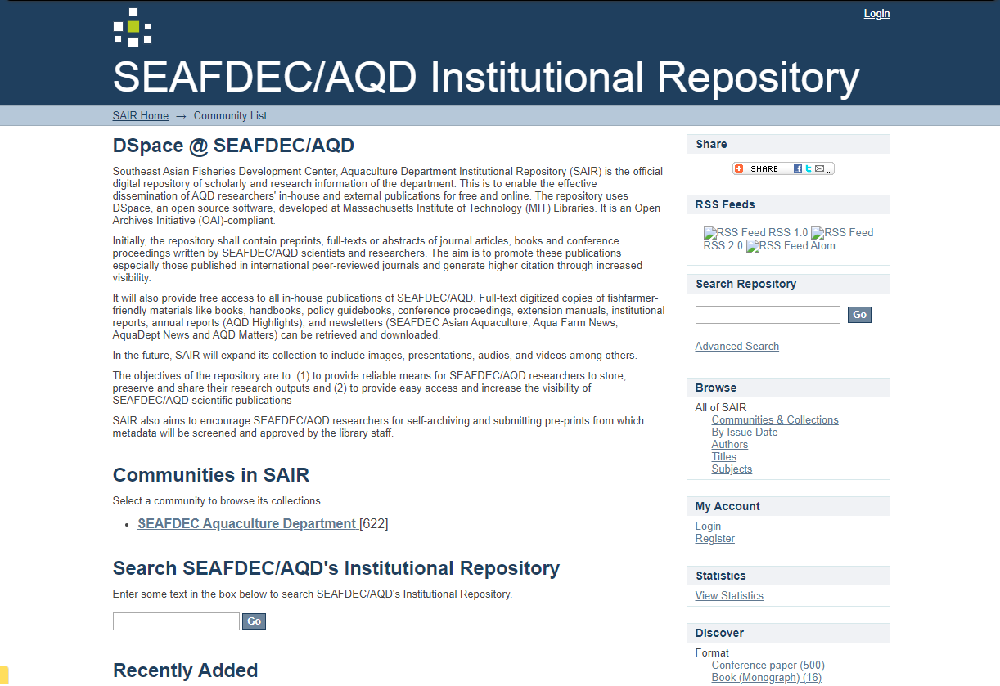 Login
SEAFDEC/AQD Institutional Repository
SAIR Home → Community List
DSpace @ SEAFDEC/AQD
Southeast Asian Fisheries Development Center, Aquaculture Department Institutional Repository (SAIR) is the official
digital repository of scholarly and research information of the department. This is to enable the effective
dissemination of AQD researchers' in-house and external publications for free and online. The repository uses
DSpace, an open source software, developed at Massachusetts Institute of Technology (MIT) Libraries. It is an Open
Archives Initiative (OAI)-compliant.
Initially, the repository shall contain preprints, full-texts or abstracts of journal articles, books and conference
proceedings written by SEAFDEC/AQD scientists and researchers. The aim is to promote these publications
especially those published in international peer-reviewed journals and generate higher citation through increased
visibility.
It will also provide free access to all in-house publications of SEAFDEC/AQD. Full-text digitized copies of fishfarmer-
friendly materials like books, handbooks, policy guidebooks, conference proceedings, extension manuals, institutional
reports, annual reports (AQD Highlights), and newsletters (SEAFDEC Asian Aquaculture, Aqua Farm News,
AquaDept News and AQD Matters) can be retrieved and downloaded.
In the future, SAIR will expand its collection to include images, presentations, audios, and videos among others.
The objectives of the repository are to: (1) to provide reliable means for SEAFDEC/AQD researchers to store,
preserve and share their research outputs and (2) to provide easy access and increase the visibility of
SEAFDEC/AQD scientific publications
SAIR also aims to encourage SEAFDEC/AQD researchers for self-archiving and submitting pre-prints from which
metadata will be screened and approved by the library staff.
Communities in SAIR
Select a community to browse its collections.
• SEAFDEC Aquaculture Department [622]
Search SEAFDEC/AQD's Institutional Repository
Enter some text in the box below to search SEAFDEC/AQD's Institutional Repository.
Go
Recently Added
Share
SHARE ...
RSS Feeds
RSS Feed RSS 1.0 RSS Feed
RSS 2.0 RSS Feed Atom
Search Repository
Go
Advanced Search
Browse
All of SAIR
Communities & Collections
By Issue Date
Authors
Titles
Subjects
My Account
Login
Register
Statistics
View Statistics
Discover
Format
Conference paper (500)
Book (Monograph) (16)